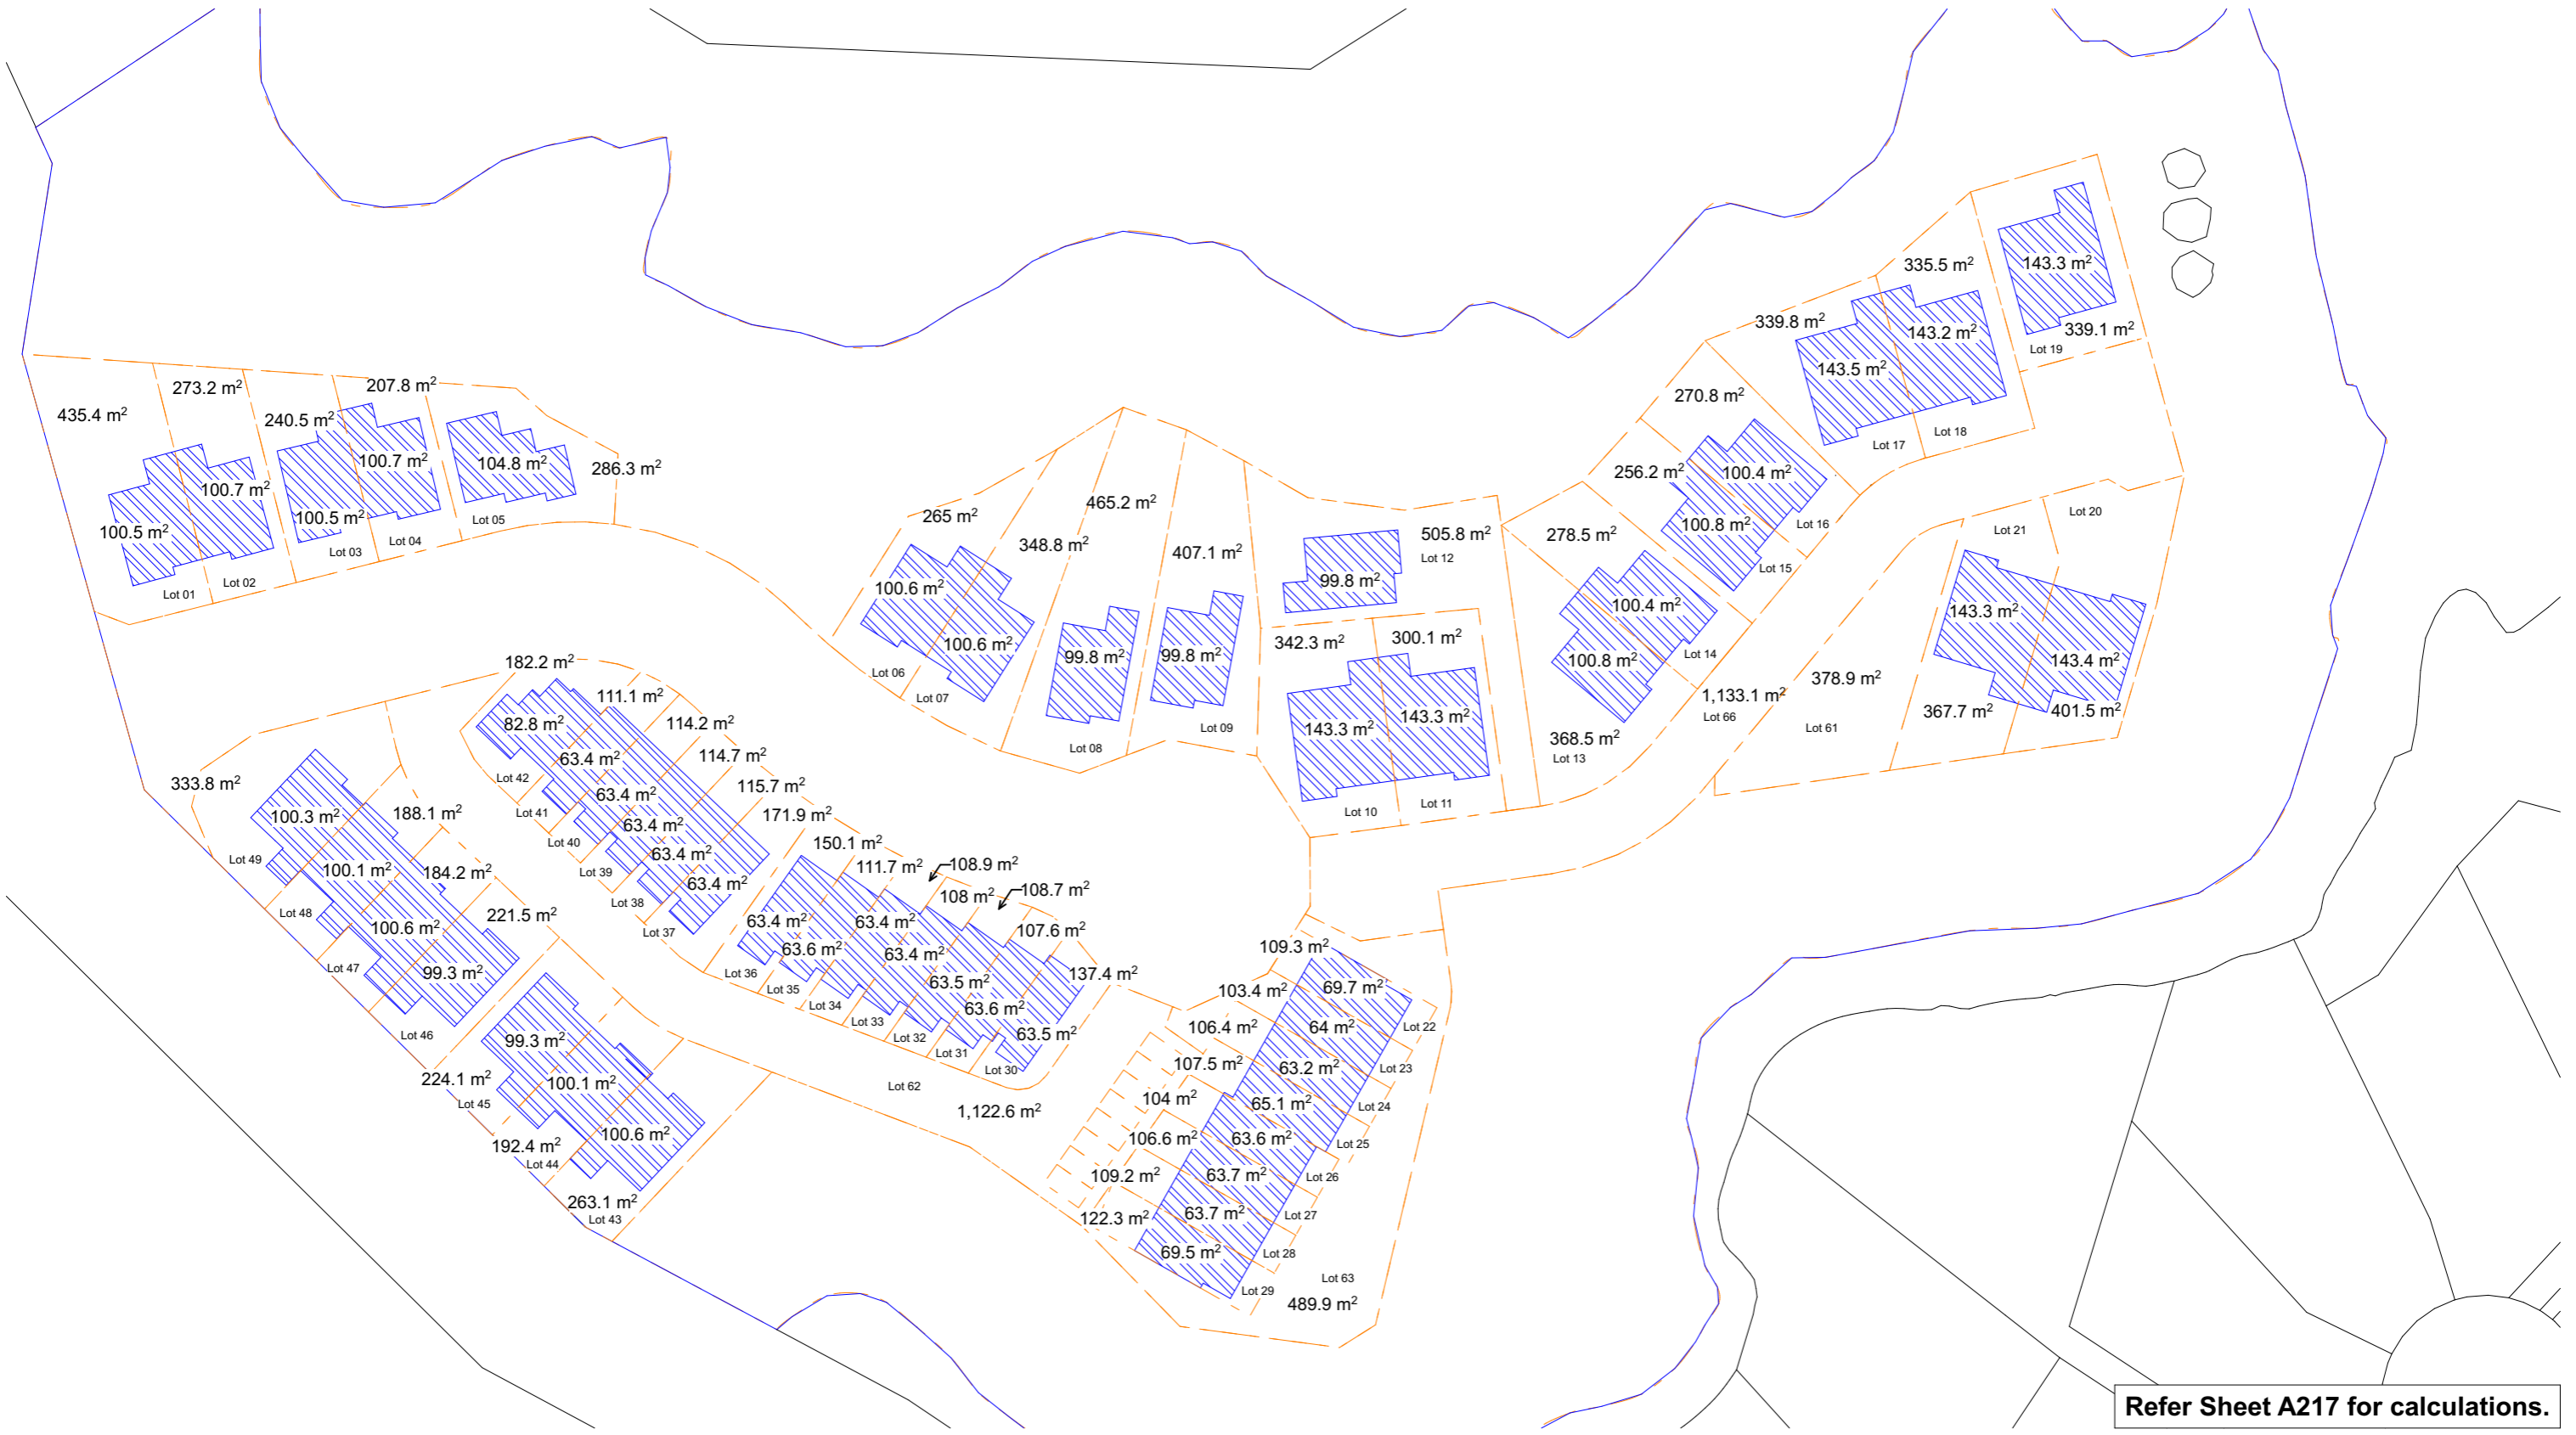 435.4 m²
273.2 m²
240.5 m²
207.8 m²
286.3 m²
100.5 m²
100.7 m²
100.5 m²
100.7 m²
104.8 m²
Lot 01
Lot 02
Lot 03
Lot 04
Lot 05
265 m²
348.8 m²
465.2 m²
407.1 m²
505.8 m²
Lot 12
100.6 m²
100.6 m²
99.8 m²
99.8 m²
99.8 m²
342.3 m²
300.1 m²
143.3 m²
143.3 m²
Lot 06
Lot 07
Lot 08
Lot 09
Lot 10
Lot 11
335.5 m²
143.3 m²
339.8 m²
143.2 m²
339.1 m²
Lot 19
143.5 m²
270.8 m²
Lot 17
Lot 18
256.2 m²
100.4 m²
100.8 m²
Lot 16
278.5 m²
Lot 15
100.4 m²
100.8 m²
Lot 14
368.5 m²
Lot 13
1,133.1 m²
Lot 66
378.9 m²
Lot 61
Lot 21
Lot 20
143.3 m²
143.4 m²
367.7 m²
401.5 m²
182.2 m²
111.1 m²
114.2 m²
114.7 m²
115.7 m²
171.9 m²
82.8 m²
63.4 m²
63.4 m²
63.4 m²
63.4 m²
63.4 m²
Lot 42
Lot 41
Lot 40
Lot 39
Lot 38
Lot 37
333.8 m²
188.1 m²
184.2 m²
221.5 m²
100.3 m²
100.1 m²
100.6 m²
99.3 m²
Lot 49
Lot 48
Lot 47
Lot 46
150.1 m²
111.7 m²
108.9 m²
108 m²
108.7 m²
107.6 m²
137.4 m²
63.4 m²
63.6 m²
63.4 m²
63.4 m²
63.5 m²
63.6 m²
63.5 m²
Lot 36
Lot 35
Lot 34
Lot 33
Lot 32
Lot 31
Lot 30
Lot 62
1,122.6 m²
99.3 m²
100.1 m²
100.6 m²
224.1 m²
Lot 45
192.4 m²
Lot 44
263.1 m²
Lot 43
109.3 m²
103.4 m²
106.4 m²
107.5 m²
104 m²
106.6 m²
109.2 m²
122.3 m²
69.7 m²
64 m²
63.2 m²
65.1 m²
63.6 m²
63.7 m²
63.7 m²
69.5 m²
Lot 22
Lot 23
Lot 24
Lot 25
Lot 26
Lot 27
Lot 28
Lot 29
Lot 63
489.9 m²
Refer Sheet A217 for calculations.